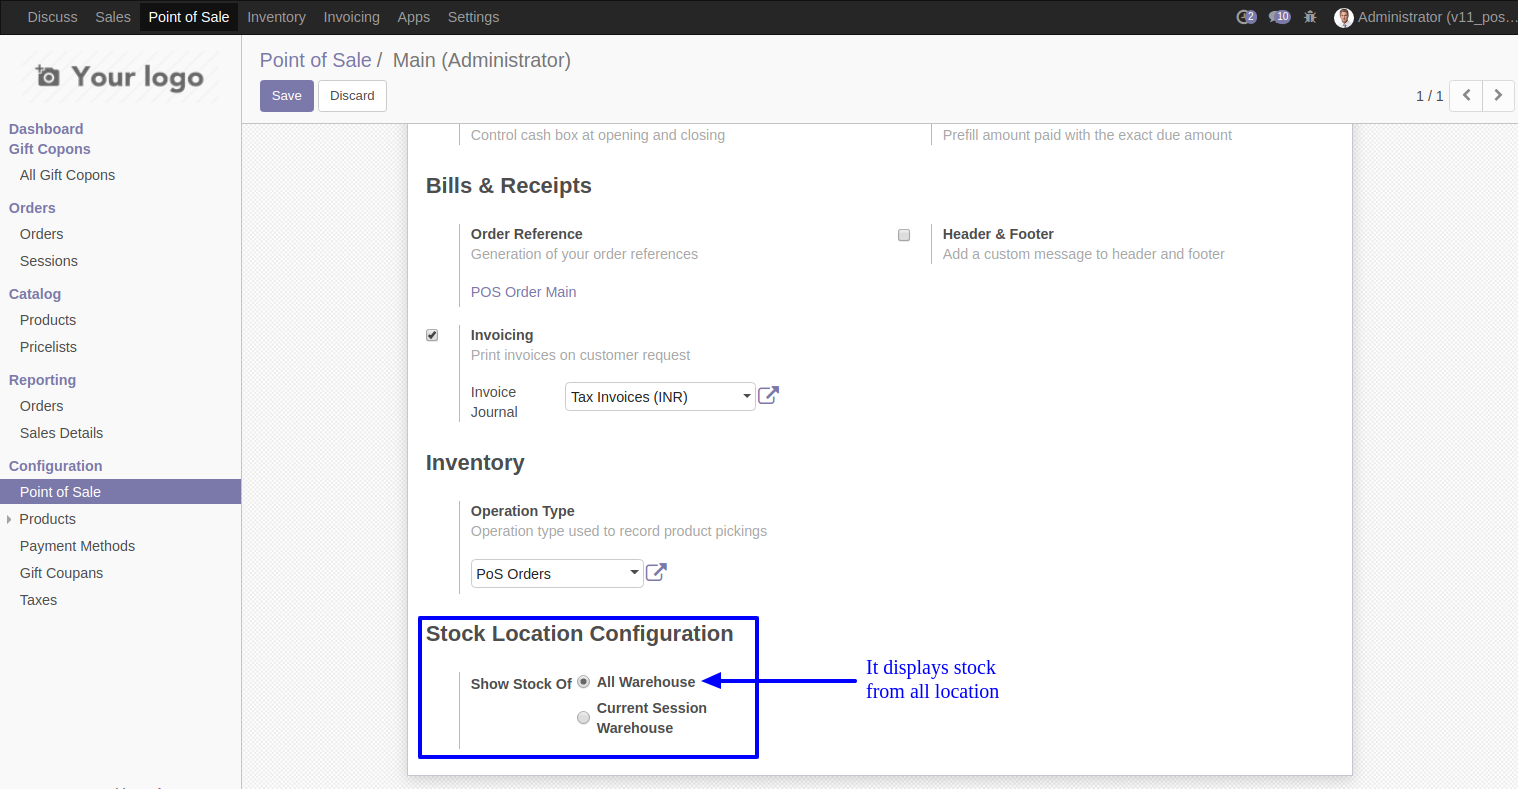 Discuss Sales Point of Sale Inventory Invoicing Apps Settings 2 10 Administrator (v11_pos...
Your logo
Dashboard
Gift Copons
All Gift Copons
Orders
Orders
Sessions
Catalog
Products
Pricelists
Reporting
Orders
Sales Details
Configuration
Point of Sale
Products
Payment Methods
Gift Coupans
Taxes
Point of Sale / Main (Administrator)
Save Discard 1 / 1
Control cash box at opening and closing Prefill amount paid with the exact due amount
Bills & Receipts
Order Reference
Generation of your order references
POS Order Main
Header & Footer
Add a custom message to header and footer
Invoicing
Print invoices on customer request
Invoice
Journal
Tax Invoices (INR)
Inventory
Operation Type
Operation type used to record product pickings
PoS Orders
Stock Location Configuration
Show Stock Of All Warehouse
Current Session
Warehouse
It displays stock
from all location